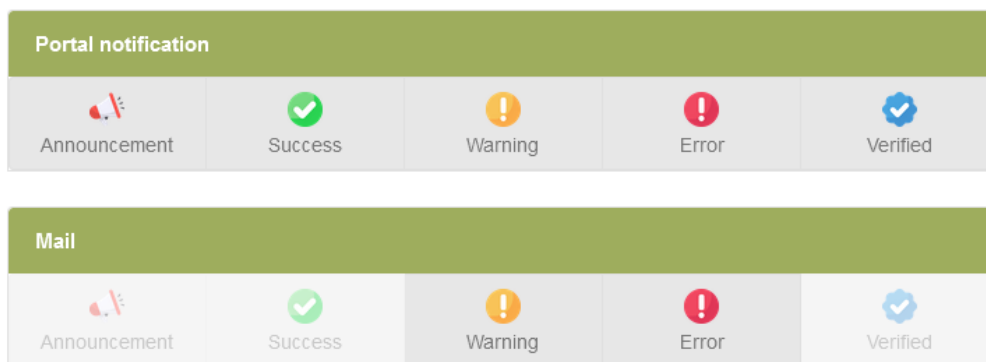 Portal notification
Announcement Success Warning Error Verified
Mail
Announcement Success Warning Error Verified